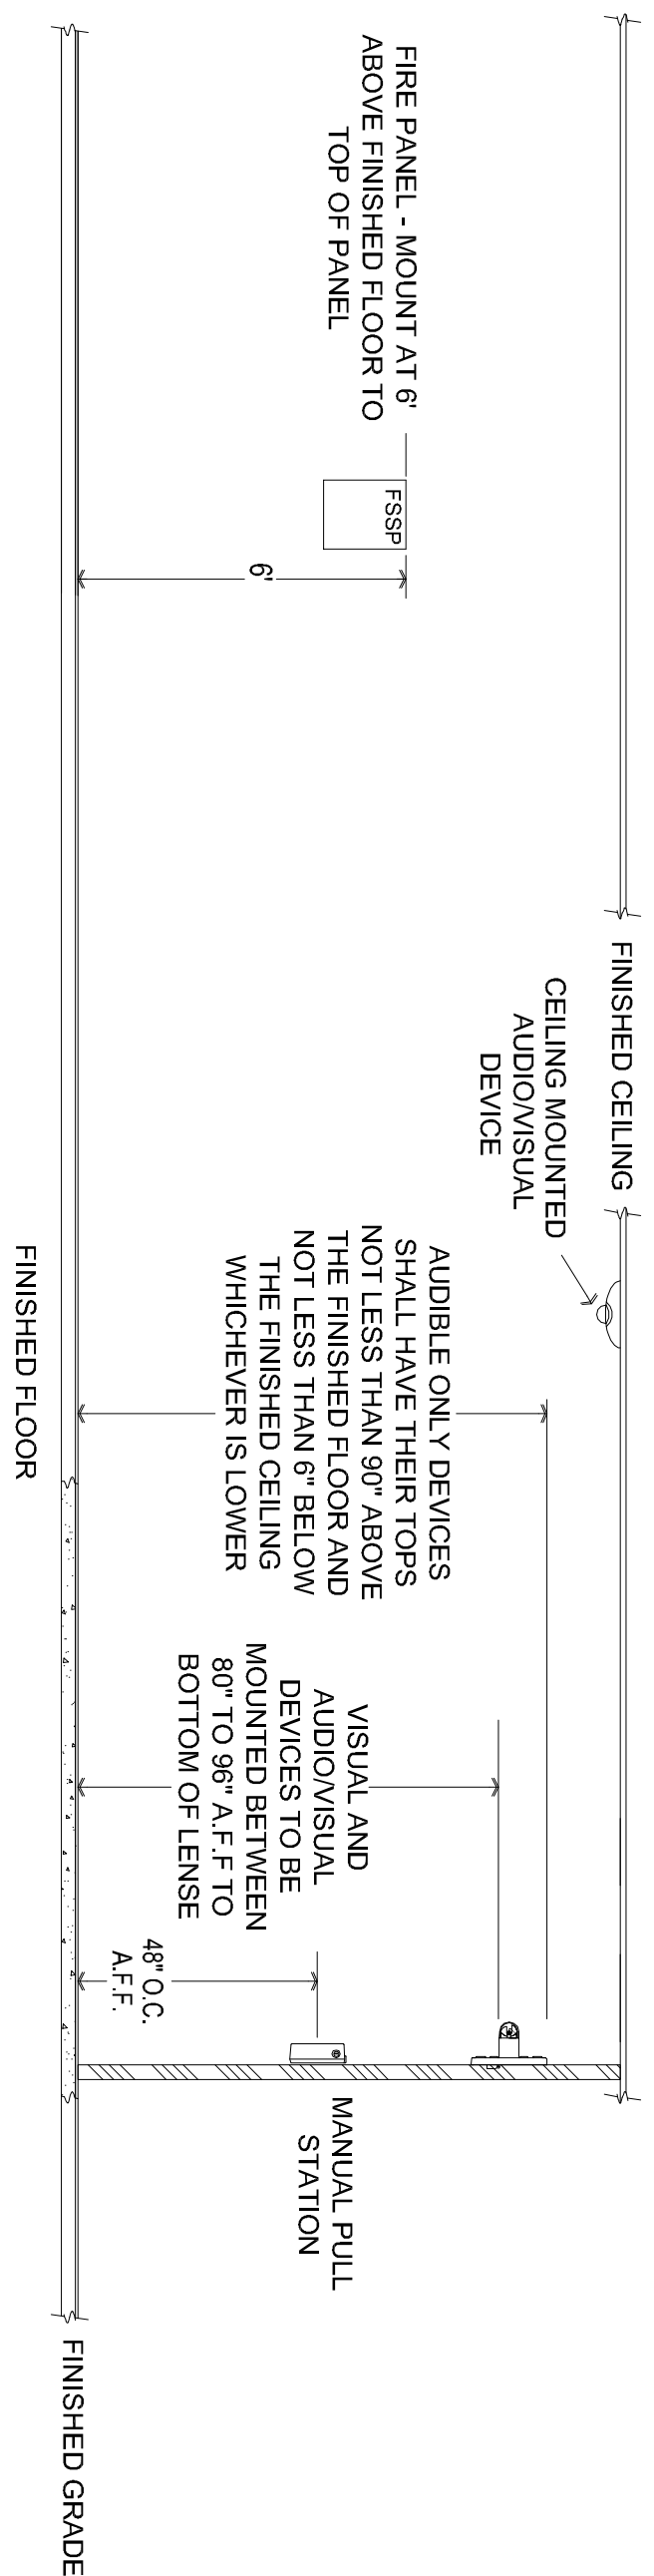 FIRE PANEL - MOUNT AT 6'
ABOVE FINISHED FLOOR TO
TOP OF PANEL
FSSP
6'
FINISHED CEILING
CEILING MOUNTED
AUDIO/VISUAL
DEVICE
AUDIBLE ONLY DEVICES
SHALL HAVE THEIR TOPS
NOT LESS THAN 90" ABOVE
THE FINISHED FLOOR AND
NOT LESS THAN 6" BELOW
THE FINISHED CEILING
WHICHEVER IS LOWER
VISUAL AND
AUDIO/VISUAL
DEVICES TO BE
MOUNTED BETWEEN
80" TO 96" A.F.F TO
BOTTOM OF LENSE
48" O.C.
A.F.F.
MANUAL PULL
STATION
FINISHED FLOOR
FINISHED GRADE